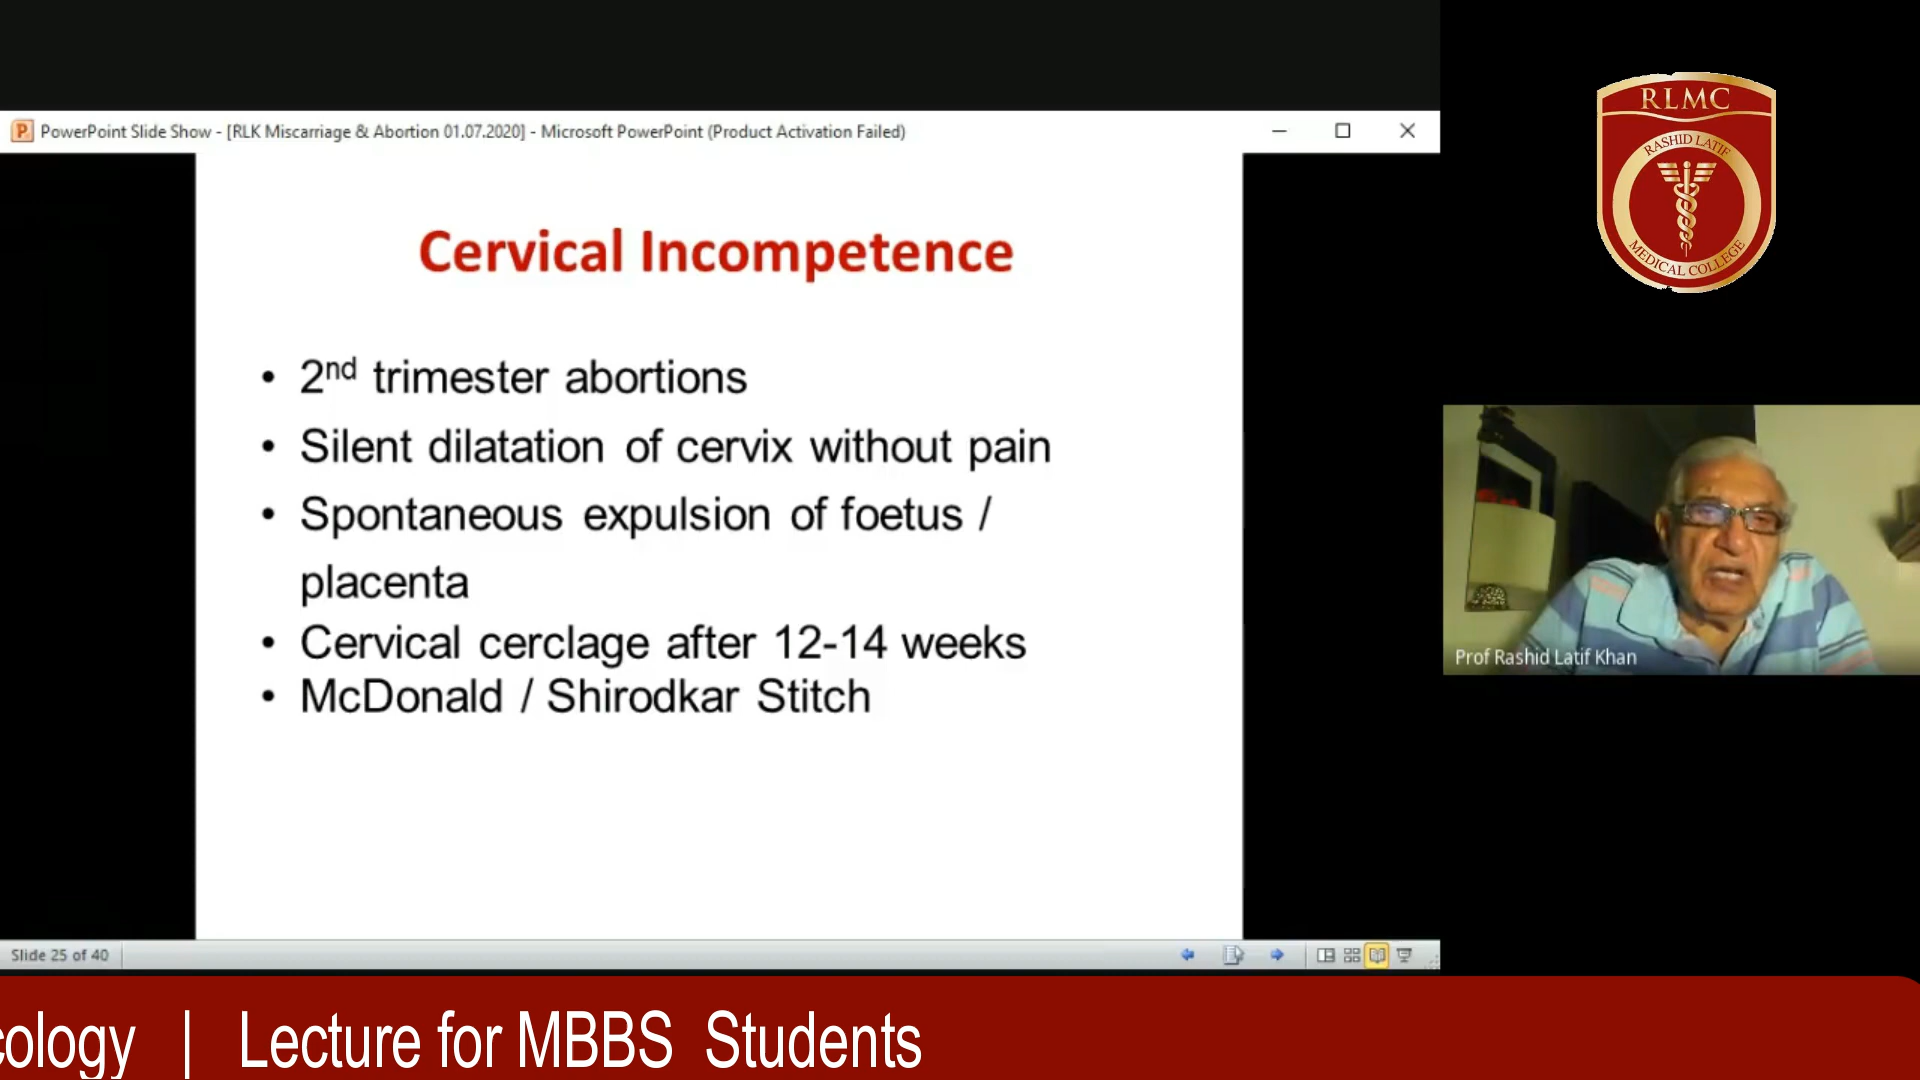 PowerPoint Slide Show - [RLK Miscarriage & Abortion 01.07.2020] - Microsoft PowerPoint (Product Activation Failed)
RLMC
RASHID LATIF
MEDICAL COLLEGE
Cervical Incompetence
• 2nd trimester abortions
• Silent dilatation of cervix without pain
• Spontaneous expulsion of foetus /
placenta
• Cervical cerclage after 12-14 weeks
• McDonald / Shirodkar Stitch
Prof Rashid Latif Khan
Slide 25 of 40
cology | Lecture for MBBS Students